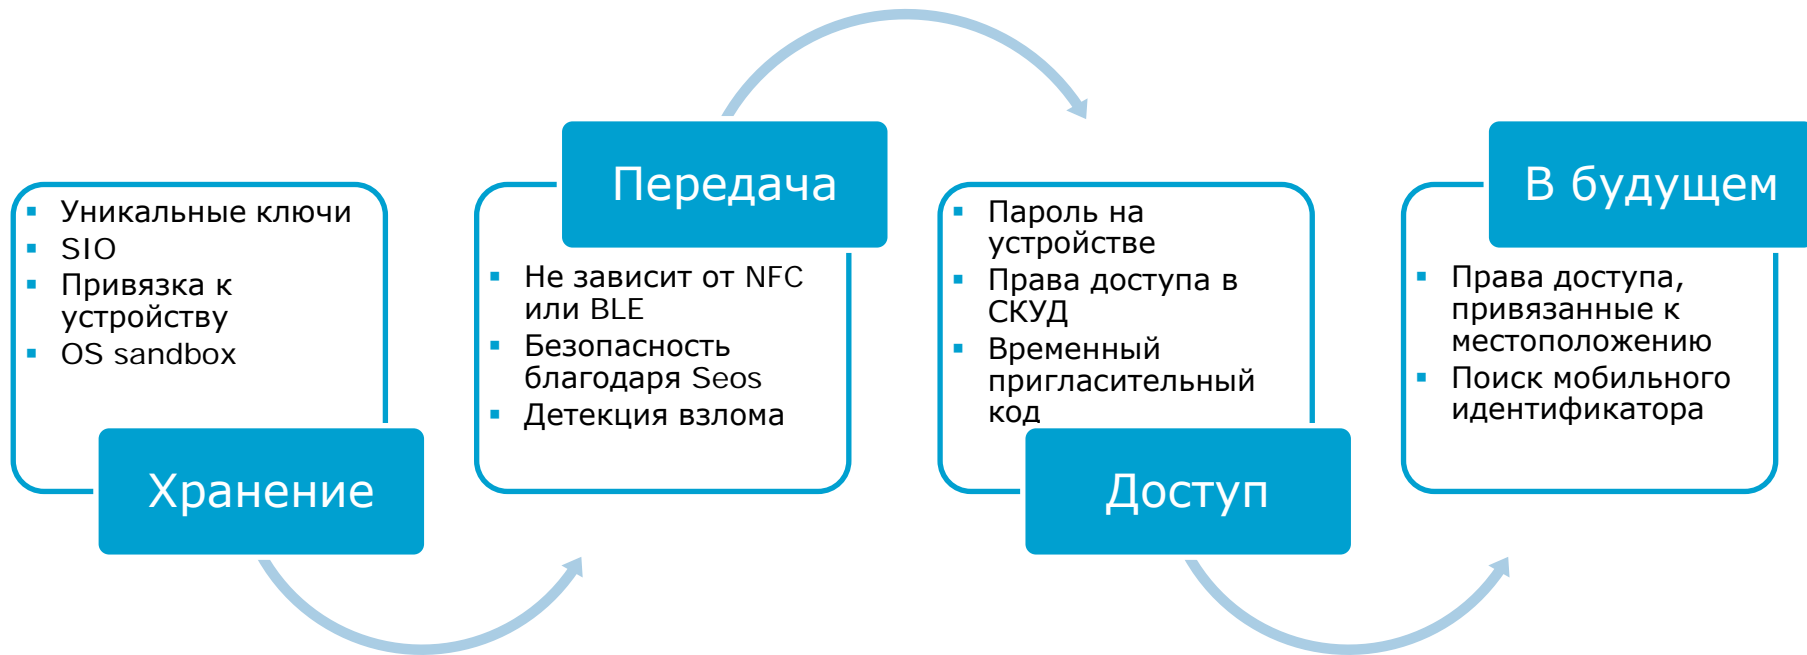 Хранение
Уникальные ключи
SIO
Привязка к
устройству
OS sandbox
Передача
Не зависит от NFC
или BLE
Безопасность
благодаря Seos
Детекция взлома
Доступ
Пароль на
устройстве
Права доступа в
СКУД
Временный
пригласительный
код
В будущем
Права доступа,
привязанные к
местоположению
Поиск мобильного
идентификатора